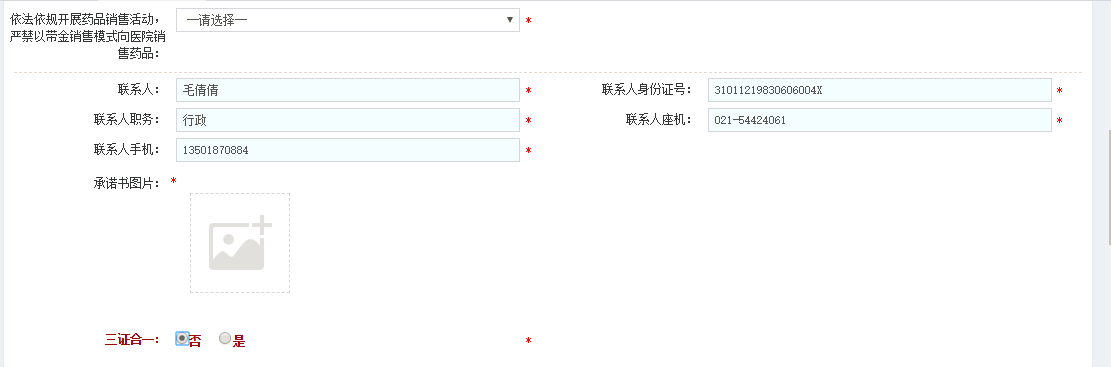 依法依规开展药品销售活动，
严禁以带金销售模式向医院销
售药品：
—请选择—
*
联系人：
毛倩倩
*
联系人身份证号：
31011219830606004X
*
联系人职务：
行政
*
联系人座机：
021-54424061
*
联系人手机：
13501870884
*
承诺书图片：
*
三证合一：
否
是
*